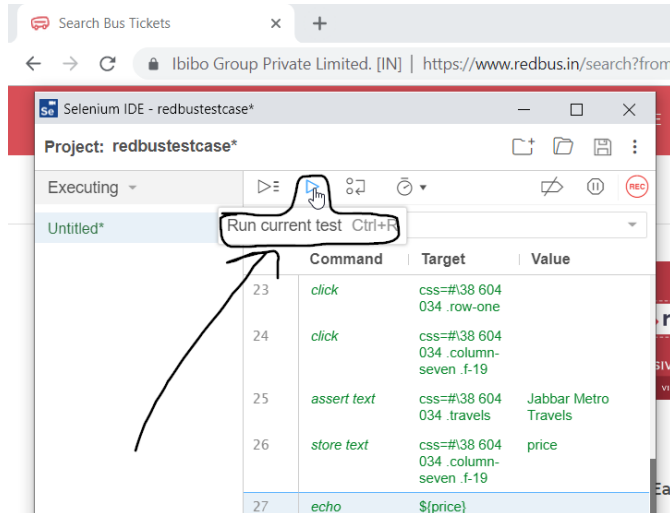 Search Bus Tickets
Ibibo Group Private Limited. [IN] | https://www.redbus.in/search?from
Se Selenium IDE - redbustestcase*
Project: redbustestcase*
Executing
REC
Untitled*
Run current test Ctrl+R
Command Target Value
23 click css=#\38 604
034 .row-one
24 click css=#\38 604
034 .column-
seven .f-19
25 assert text css=#\38 604 Jabbar Metro
034 .travels Travels
26 store text css=#\38 604 price
034 .column-
seven .f-19
27 echo ${price}